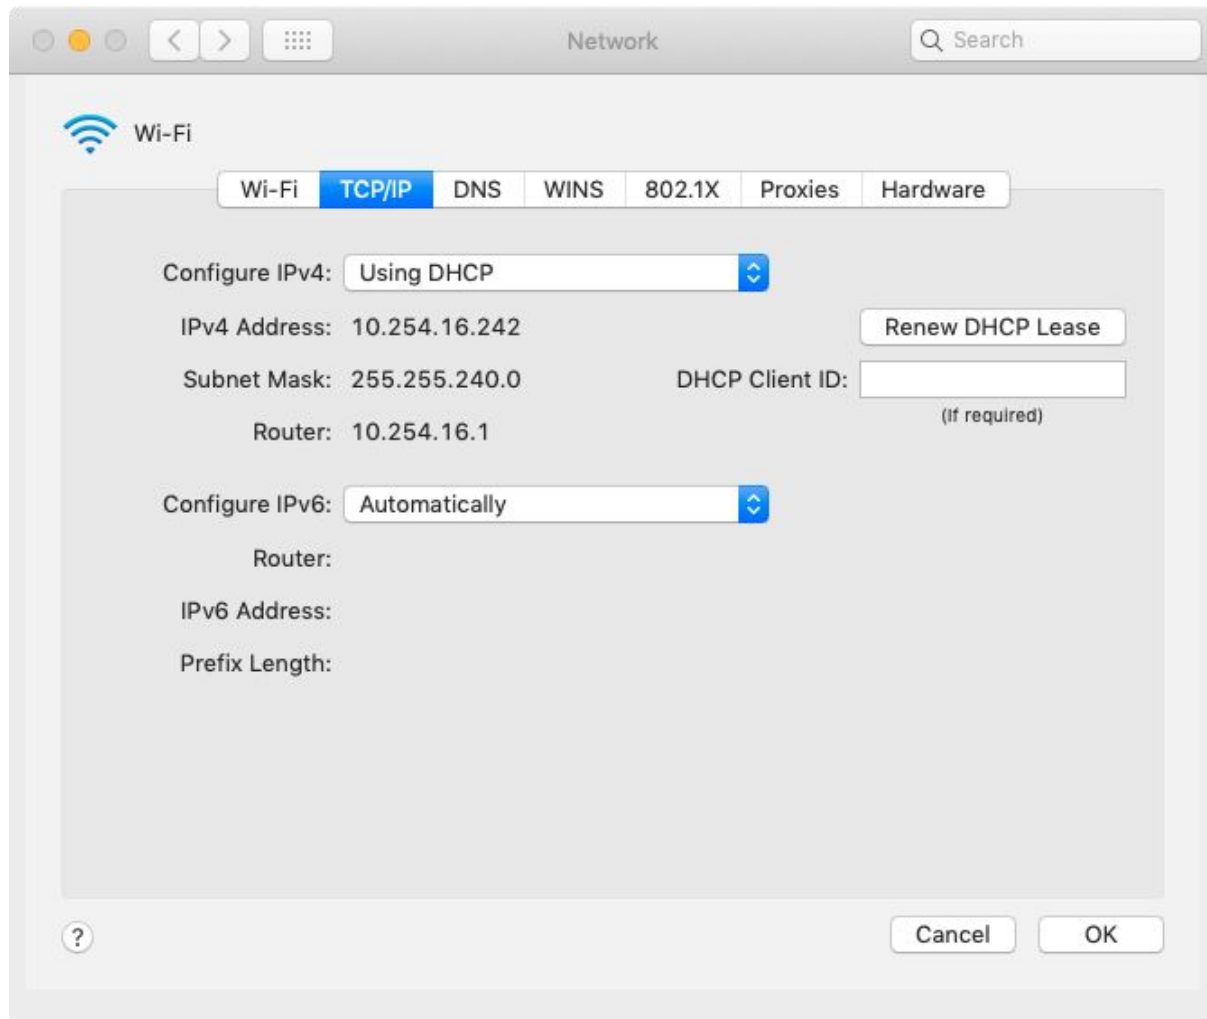 Network
Search
Wi-Fi
Wi-Fi TCP/IP DNS WINS 802.1X Proxies Hardware
Configure IPv4: Using DHCP
IPv4 Address: 10.254.16.242 Renew DHCP Lease
Subnet Mask: 255.255.240.0 DHCP Client ID:
(If required)
Router: 10.254.16.1
Configure IPv6: Automatically
Router:
IPv6 Address:
Prefix Length:
? Cancel OK